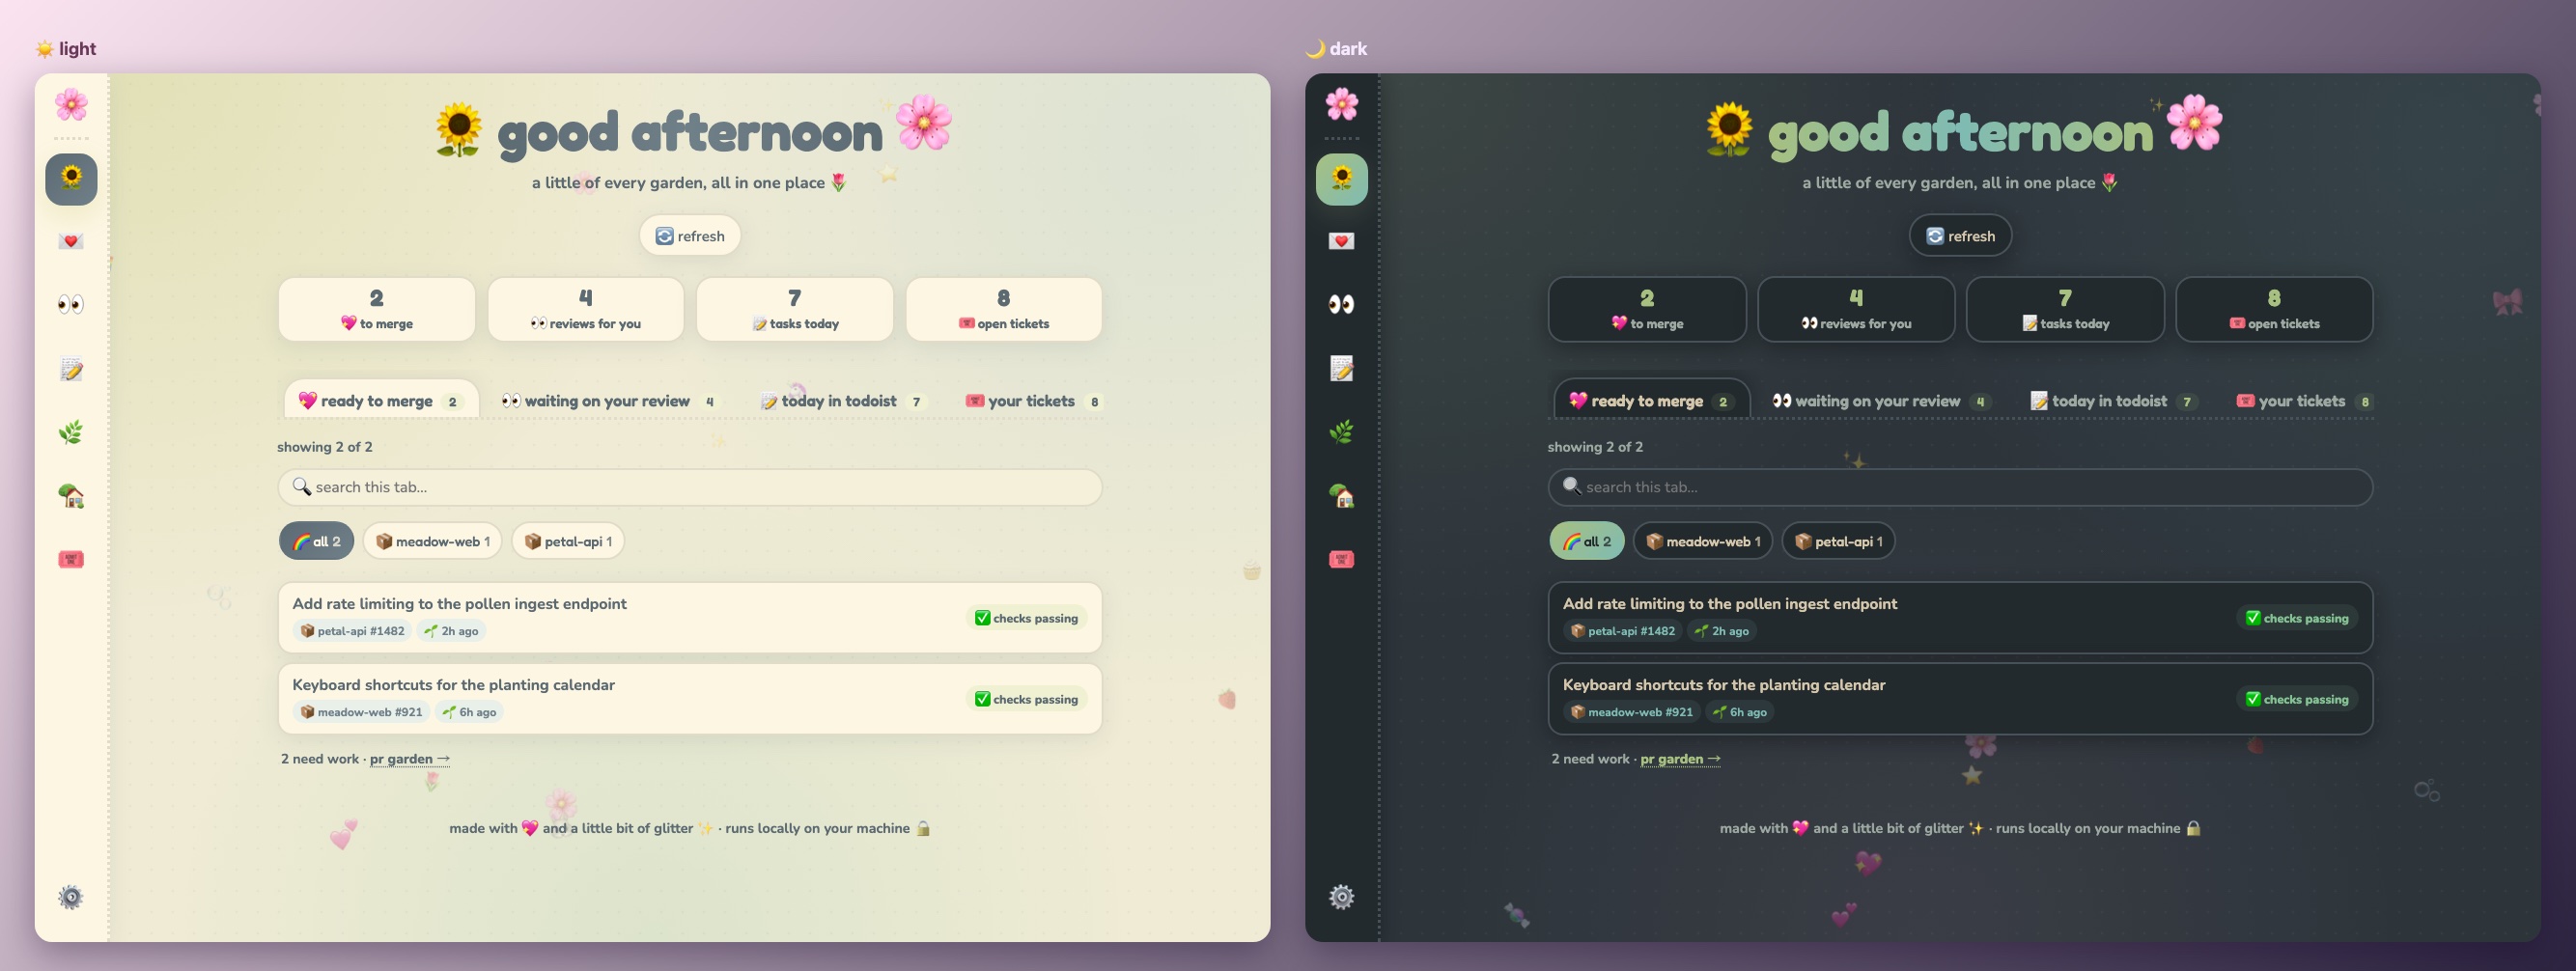 light
good afternoon
a little of every garden, all in one place
refresh
2
to merge
4
reviews for you
7
tasks today
8
open tickets
ready to merge 2
waiting on your review 4
today in todoist 7
your tickets 8
showing 2 of 2
search this tab...
all 2
meadow-web 1
petal-api 1
Add rate limiting to the pollen ingest endpoint
petal-api #1482
2h ago
checks passing
Keyboard shortcuts for the planting calendar
meadow-web #921
6h ago
checks passing
2 need work · pr garden →
made with 💖 and a little bit of glitter ✨ · runs locally on your machine
dark
good afternoon
a little of every garden, all in one place
refresh
2
to merge
4
reviews for you
7
tasks today
8
open tickets
ready to merge 2
waiting on your review 4
today in todoist 7
your tickets 8
showing 2 of 2
search this tab...
all 2
meadow-web 1
petal-api 1
Add rate limiting to the pollen ingest endpoint
petal-api #1482
2h ago
checks passing
Keyboard shortcuts for the planting calendar
meadow-web #921
6h ago
checks passing
2 need work · pr garden →
made with 💖 and a little bit of glitter ✨ · runs locally on your machine